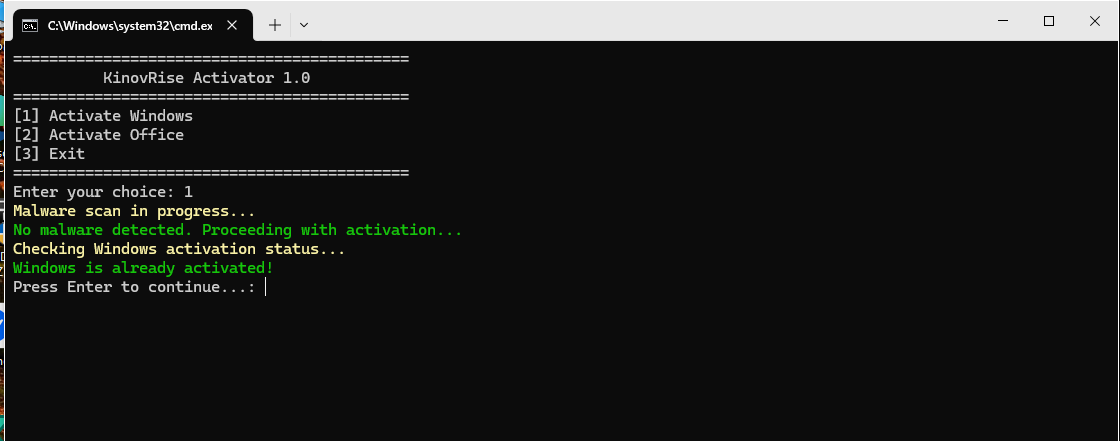 C:\Windows\system32\cmd.ex
============================================
KinovRise Activator 1.0
============================================
[1] Activate Windows
[2] Activate Office
[3] Exit
============================================
Enter your choice: 1
Malware scan in progress...
No malware detected. Proceeding with activation...
Checking Windows activation status...
Windows is already activated!
Press Enter to continue...: